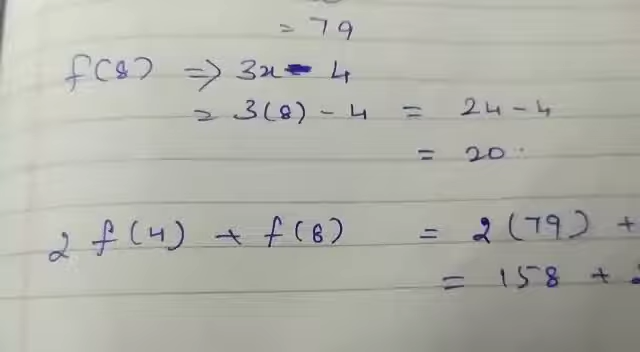 = 79
f(8) => 3x - 4
= 3(8) - 4 = 24 - 4
= 20
2 f(4) + f(8) = 2(79) +
= 158 +